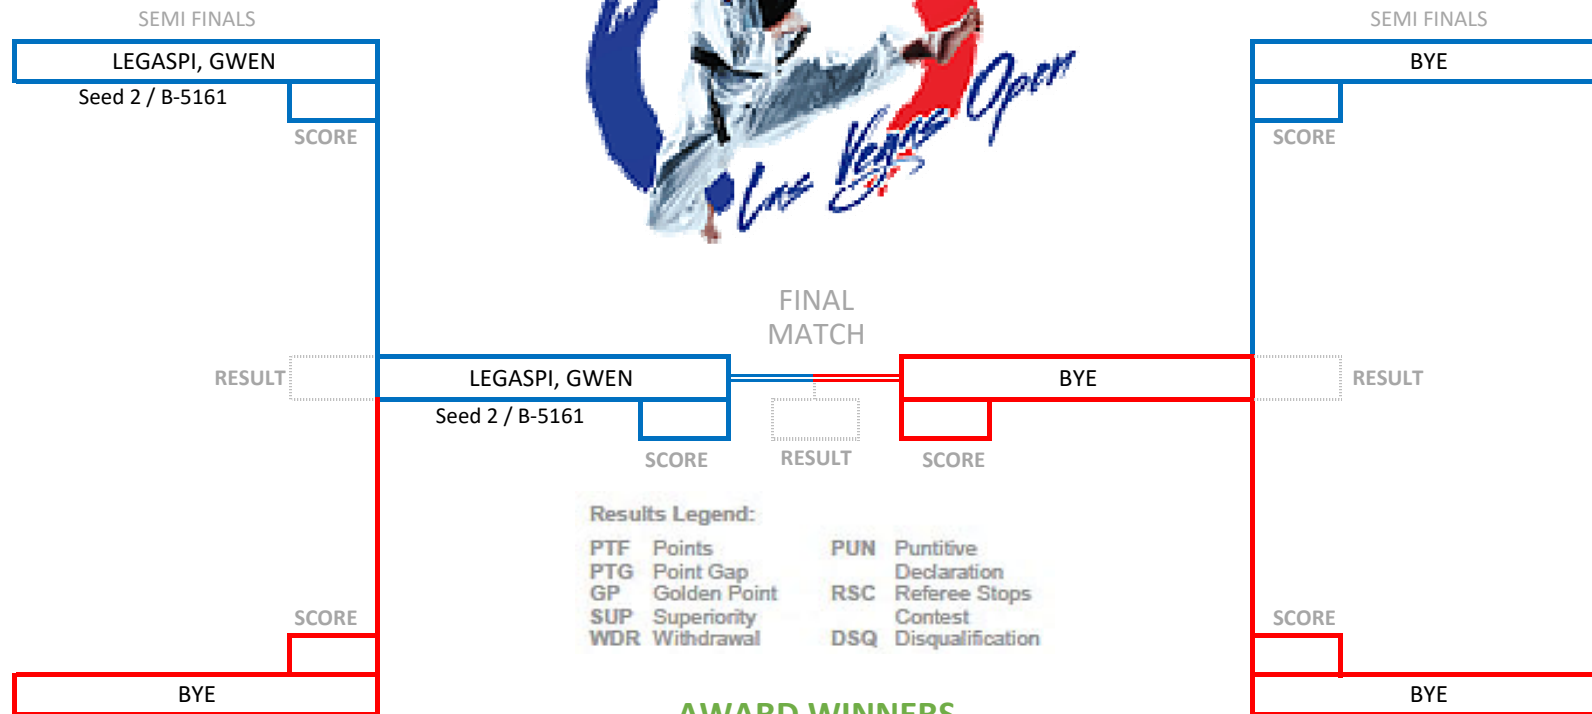 SEMI FINALS
SEMI FINALS
LEGASPI, GWEN
BYE
Seed 2 / B-5161
SCORE
SCORE
Las Vegas Open
FINAL
MATCH
RESULT
LEGASPI, GWEN
BYE
RESULT
Seed 2 / B-5161
SCORE
RESULT
SCORE
Results Legend:
PTF Points
PTG Point Gap
GP Golden Point
SUP Superiority
WDR Withdrawal
PUN Puntitive
Declaration
RSC Referee Stops
Contest
DSQ Disqualification
SCORE
SCORE
BYE
BYE
AWARD WINNERS